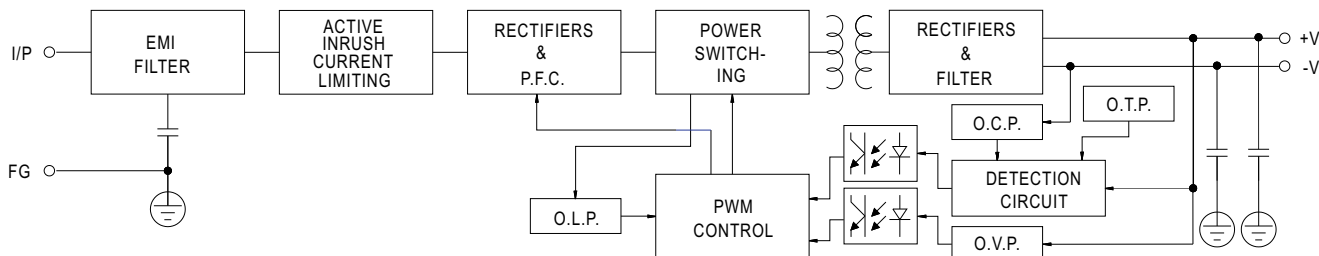 I/P
EMI
FILTER
ACTIVE
INRUSH
CURRENT
LIMITING
RECTIFIERS
&
P.F.C.
POWER
SWITCH-
ING
RECTIFIERS
&
FILTER
+V
-V
O.C.P.
O.T.P.
FG
O.L.P.
PWM
CONTROL
DETECTION
CIRCUIT
O.V.P.